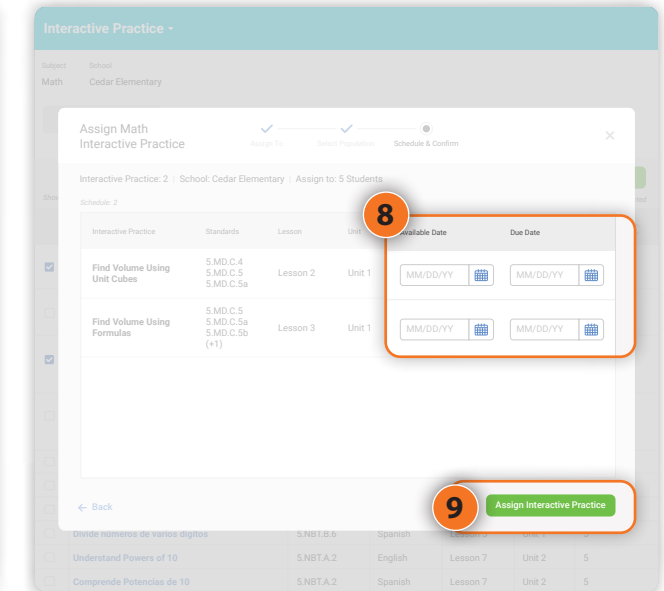 Interactive Practice
Subject School
Math Cedar Elementary
Assign Math
Interactive Practice
Assign To Select Population Schedule & Confirm
Interactive Practice: 2 | School: Cedar Elementary | Assign to: 5 Students
Schedule: 2
8
Interactive Practice Standards Lesson Unit Available Date Due Date
Find Volume Using
Unit Cubes
5.MD.C.4
5.MD.C.5
5.MD.C.5a
Lesson 2 Unit 1 MM/DD/YY MM/DD/YY
Find Volume Using
Formulas
5.MD.C.5
5.MD.C.5a
5.MD.C.5b
(+1)
Lesson 3 Unit 1 MM/DD/YY MM/DD/YY
← Back
9
Assign Interactive Practice
Divide números de varios dígitos 5.NBT.B.6 Spanish Lesson 5 Unit 1 5
Understand Powers of 10 5.NBT.A.2 English Lesson 7 Unit 2 5
Comprende Potencias de 10 5.NBT.A.2 Spanish Lesson 7 Unit 2 5